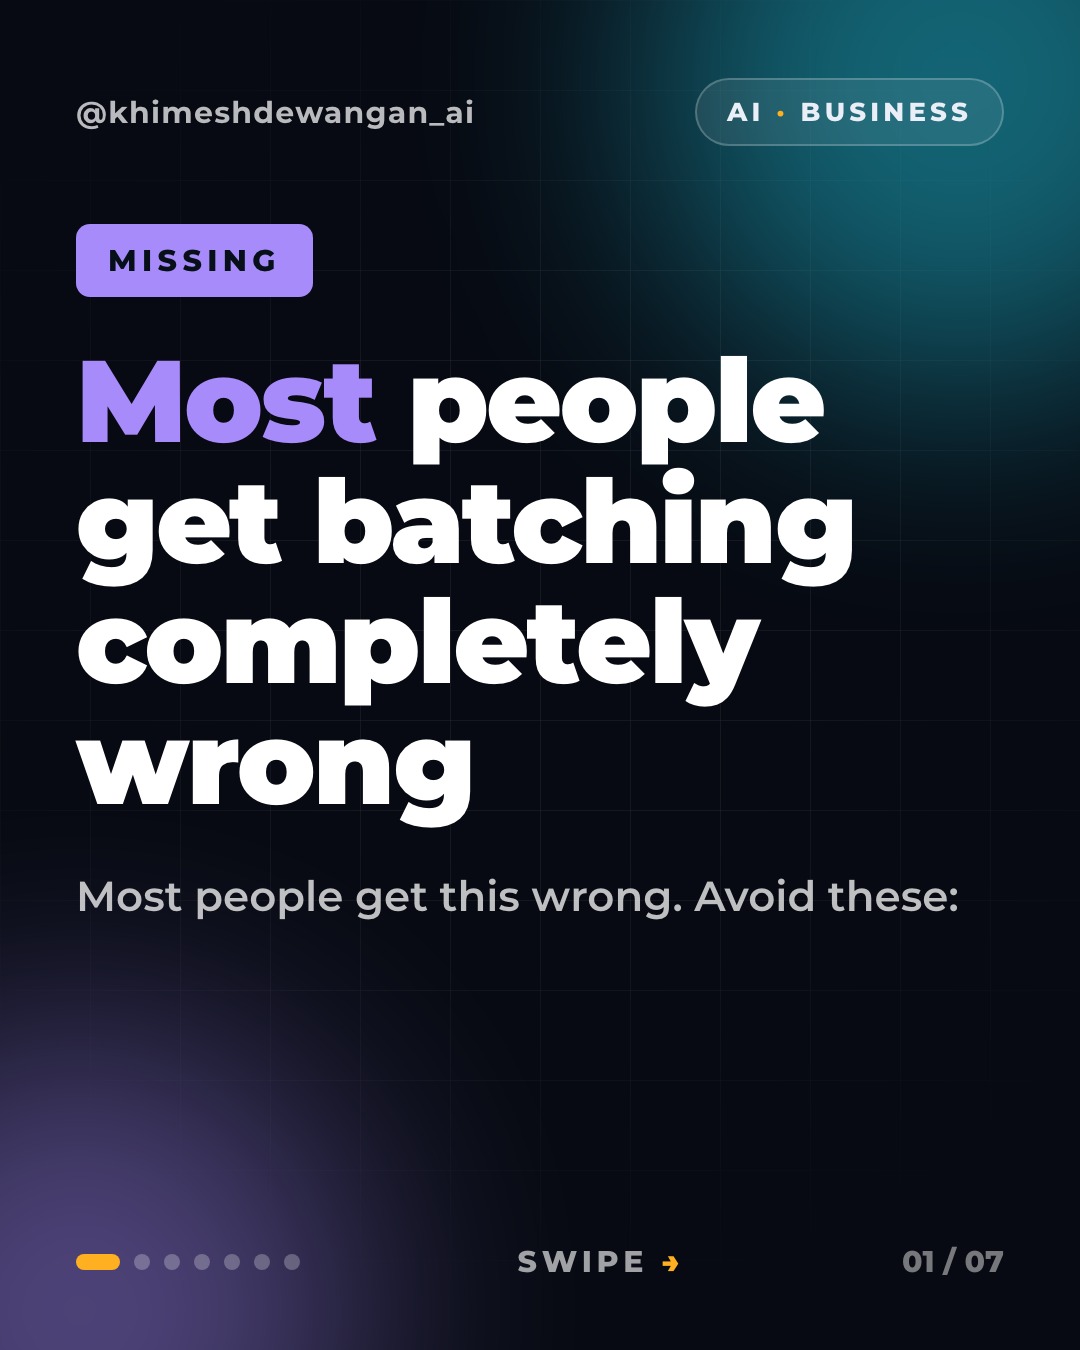 @khimeshdewangan_ai
AI · BUSINESS
MISSING
Most people
get batching
completely
wrong
Most people get this wrong. Avoid these:
SWIPE →
01 / 07